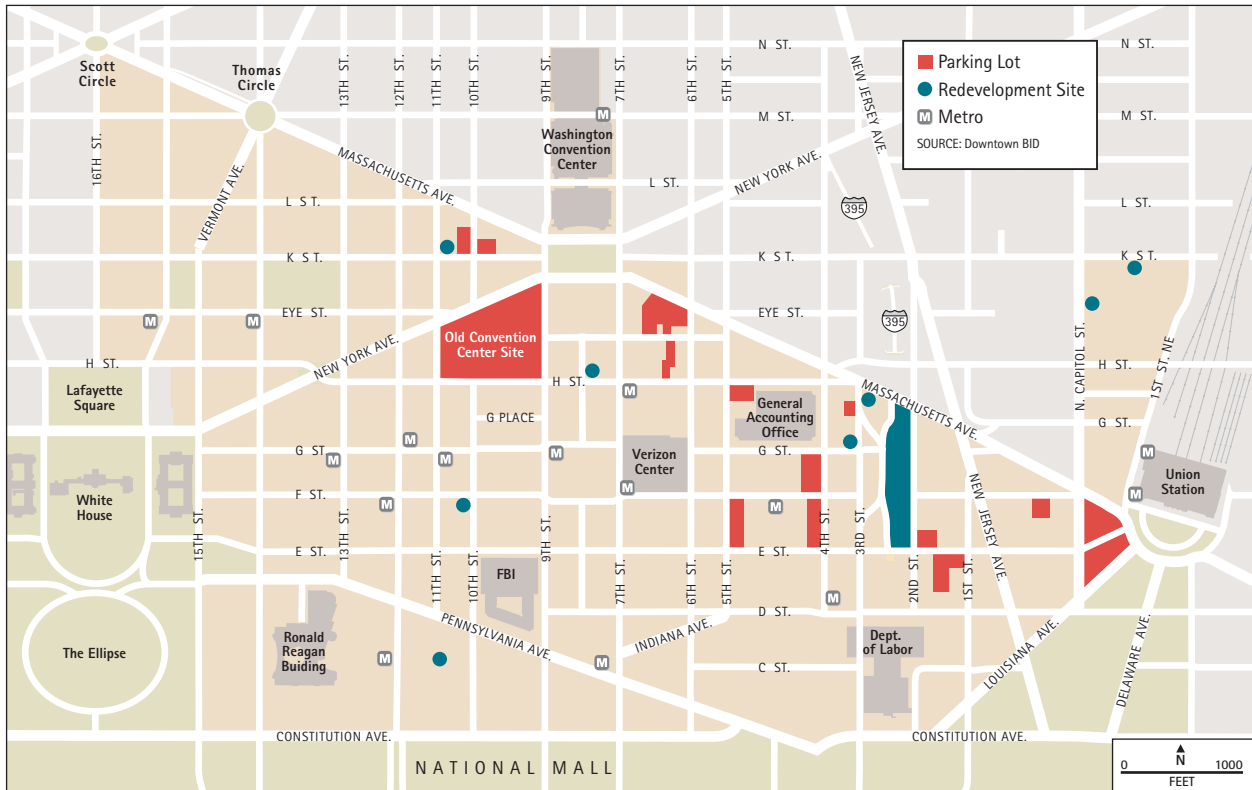 Scott
Circle
Thomas
Circle
16TH ST.
VERMONT AVE.
MASSACHUSETTS AVE.
13TH ST.
12TH ST.
11TH ST.
10TH ST.
9TH ST.
7TH ST.
6TH ST.
5TH ST.
NEW JERSEY AVE.
N ST.
N ST.
Parking Lot
Redevelopment Site
M
Metro
SOURCE: Downtown BID
M ST.
M ST.
M
Washington
Convention
Center
NEW YORK AVE.
L ST.
L ST.
L ST.
395
K ST.
K ST.
K ST.
EYE ST.
EYE ST.
395
M
M
Old Convention
Center Site
NEW YORK AVE.
N. CAPITOL ST.
1ST ST. NE
H ST.
H ST.
H ST.
M
MASSACHUSETTS AVE.
Lafayette
Square
G PLACE
General
Accounting
Office
G ST.
G ST.
G ST.
M
M
M
M
Verizon
Center
M
M
Union
Station
M
White
House
F ST.
M
M
M
15TH ST.
13TH ST.
11TH ST.
10TH ST.
9TH ST.
7TH ST.
6TH ST.
5TH ST.
4TH ST.
3RD ST.
2ND ST.
1ST ST.
NEW JERSEY AVE.
E ST.
E ST.
FBI
M
D ST.
PENNSYLVANIA AVE.
INDIANA AVE.
Ronald
Reagan
Buiding
The Ellipse
M
M
Dept.
of Labor
C ST.
LOUISIANA AVE.
DELAWARE AVE.
CONSTITUTION AVE.
CONSTITUTION AVE.
NATIONAL MALL
N
0 1000
FEET